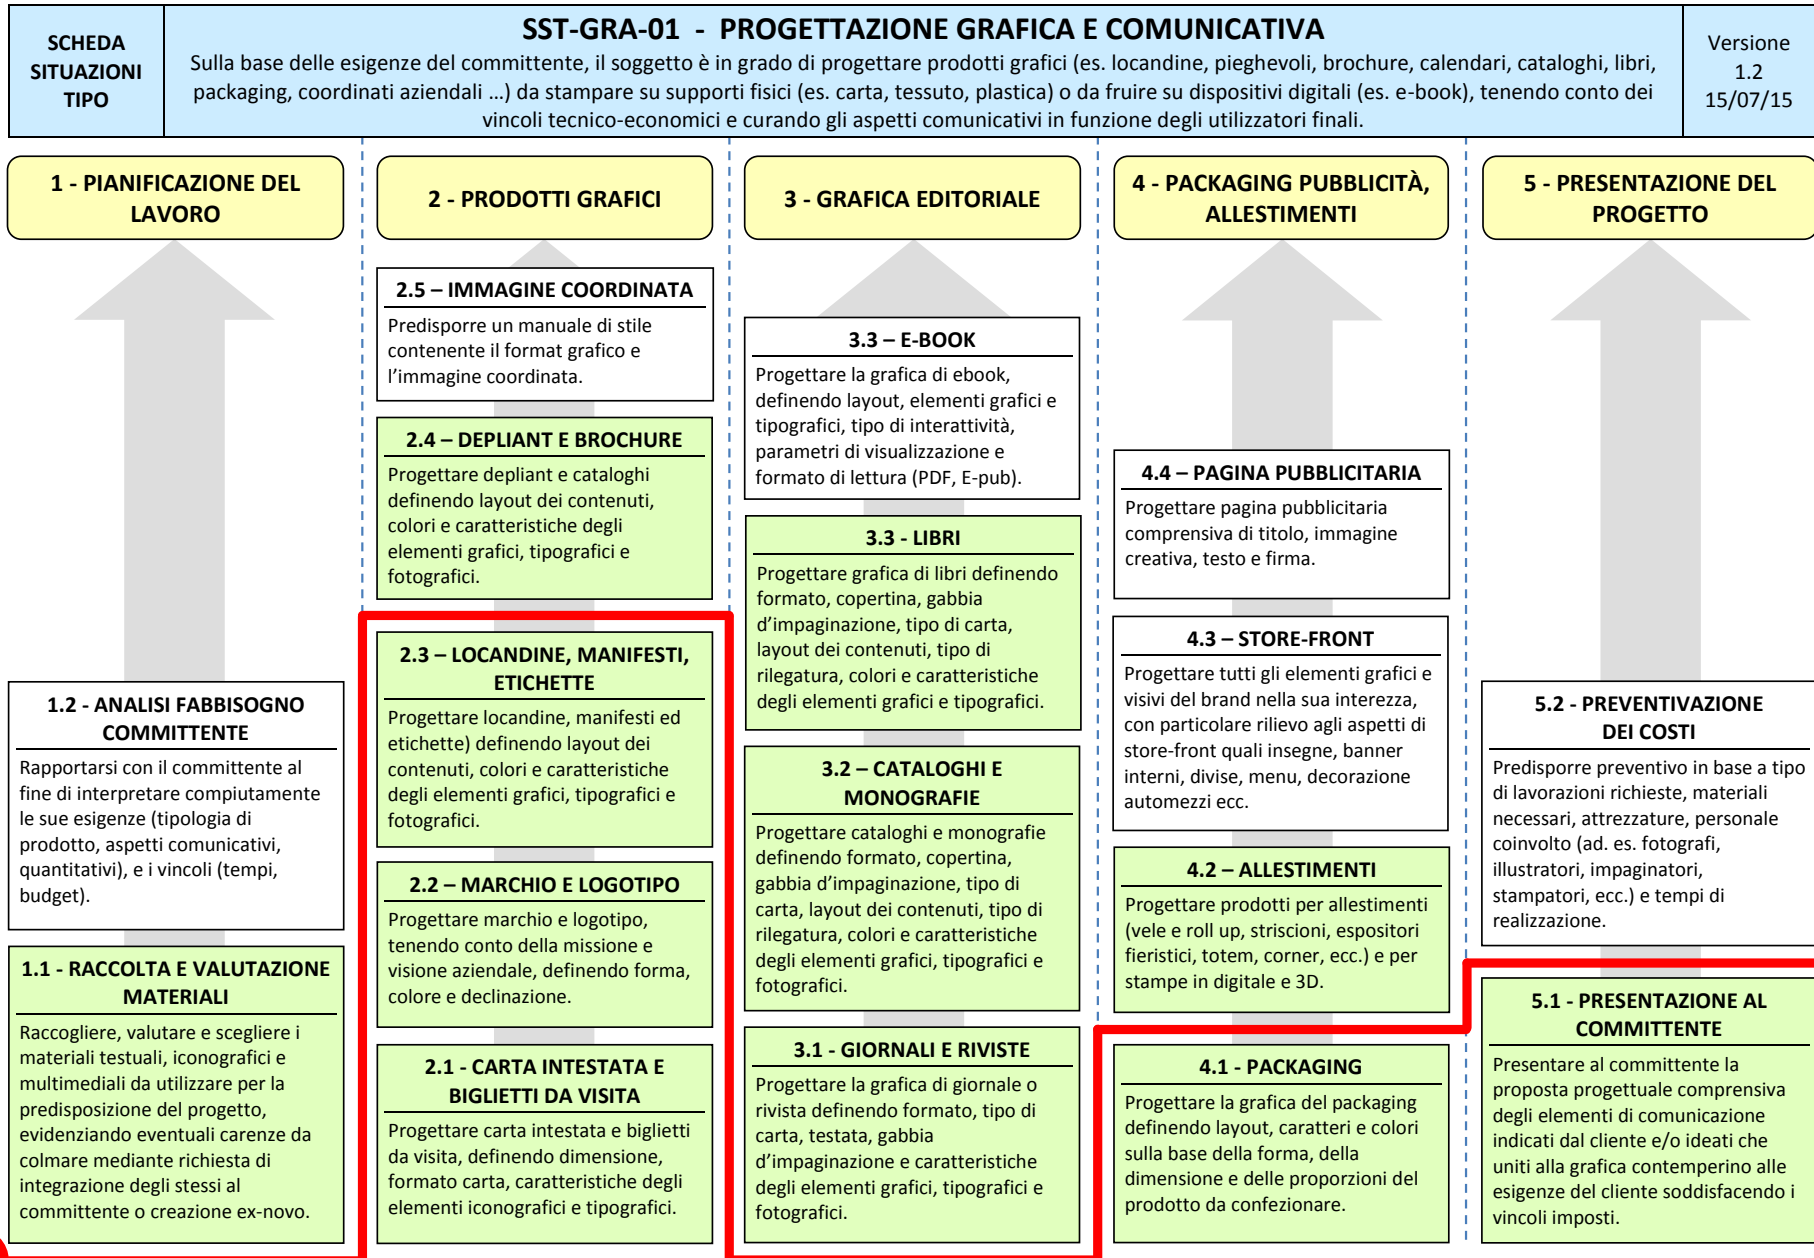 SCHEDA
SITUAZIONI
TIPO
SST-GRA-01 - PROGETTAZIONE GRAFICA E COMUNICATIVA
Sulla base delle esigenze del committente, il soggetto è in grado di progettare prodotti grafici (es. locandine, pieghevoli, brochure, calendari, cataloghi, libri,
packaging, coordinati aziendali …) da stampare su supporti fisici (es. carta, tessuto, plastica) o da fruire su dispositivi digitali (es. e-book), tenendo conto dei
vincoli tecnico-economici e curando gli aspetti comunicativi in funzione degli utilizzatori finali.
Versione
1.2
15/07/15
1 - PIANIFICAZIONE DEL
LAVORO
1.2 - ANALISI FABBISOGNO
COMMITTENTE
Rapportarsi con il committente al
fine di interpretare compiutamente
le sue esigenze (tipologia di
prodotto, aspetti comunicativi,
quantitativi), e i vincoli (tempi,
budget).
1.1 - RACCOLTA E VALUTAZIONE
MATERIALI
Raccogliere, valutare e scegliere i
materiali testuali, iconografici e
multimediali da utilizzare per la
predisposizione del progetto,
evidenziando eventuali carenze da
colmare mediante richiesta di
integrazione degli stessi al
committente o creazione ex-novo.
2 - PRODOTTI GRAFICI
2.5 – IMMAGINE COORDINATA
Predisporre un manuale di stile
contenente il format grafico e
l’immagine coordinata.
2.4 – DEPLIANT E BROCHURE
Progettare depliant e cataloghi
definendo layout dei contenuti,
colori e caratteristiche degli
elementi grafici, tipografici e
fotografici.
2.3 – LOCANDINE, MANIFESTI,
ETICHETTE
Progettare locandine, manifesti ed
etichette) definendo layout dei
contenuti, colori e caratteristiche
degli elementi grafici, tipografici e
fotografici.
2.2 – MARCHIO E LOGOTIPO
Progettare marchio e logotipo,
tenendo conto della missione e
visione aziendale, definendo forma,
colore e declinazione.
2.1 - CARTA INTESTATA E
BIGLIETTI DA VISITA
Progettare carta intestata e biglietti
da visita, definendo dimensione,
formato carta, caratteristiche degli
elementi iconografici e tipografici.
3 - GRAFICA EDITORIALE
3.3 – E-BOOK
Progettare la grafica di ebook,
definendo layout, elementi grafici e
tipografici, tipo di interattività,
parametri di visualizzazione e
formato di lettura (PDF, E-pub).
3.3 - LIBRI
Progettare grafica di libri definendo
formato, copertina, gabbia
d’impaginazione, tipo di carta,
layout dei contenuti, tipo di
rilegatura, colori e caratteristiche
degli elementi grafici e tipografici.
3.2 – CATALOGHI E
MONOGRAFIE
Progettare cataloghi e monografie
definendo formato, copertina,
gabbia d’impaginazione, tipo di
carta, layout dei contenuti, tipo di
rilegatura, colori e caratteristiche
degli elementi grafici, tipografici e
fotografici.
3.1 - GIORNALI E RIVISTE
Progettare la grafica di giornale o
rivista definendo formato, tipo di
carta, testata, gabbia
d’impaginazione e caratteristiche
degli elementi grafici, tipografici e
fotografici.
4 - PACKAGING PUBBLICITÀ,
ALLESTIMENTI
4.4 – PAGINA PUBBLICITARIA
Progettare pagina pubblicitaria
comprensiva di titolo, immagine
creativa, testo e firma.
4.3 – STORE-FRONT
Progettare tutti gli elementi grafici e
visivi del brand nella sua interezza,
con particolare rilievo agli aspetti di
store-front quali insegne, banner
interni, divise, menu, decorazione
automezzi ecc.
4.2 – ALLESTIMENTI
Progettare prodotti per allestimenti
(vele e roll up, striscioni, espositori
fieristici, totem, corner, ecc.) e per
stampe in digitale e 3D.
4.1 - PACKAGING
Progettare la grafica del packaging
definendo layout, caratteri e colori
sulla base della forma, della
dimensione e delle proporzioni del
prodotto da confezionare.
5 - PRESENTAZIONE DEL
PROGETTO
5.2 - PREVENTIVAZIONE
DEI COSTI
Predisporre preventivo in base a tipo
di lavorazioni richieste, materiali
necessari, attrezzature, personale
coinvolto (ad. es. fotografi,
illustratori, impaginatori,
stampatori, ecc.) e tempi di
realizzazione.
5.1 - PRESENTAZIONE AL
COMMITTENTE
Presentare al committente la
proposta progettuale comprensiva
degli elementi di comunicazione
indicati dal cliente e/o ideati che
uniti alla grafica contemperino alle
esigenze del cliente soddisfacendo i
vincoli imposti.